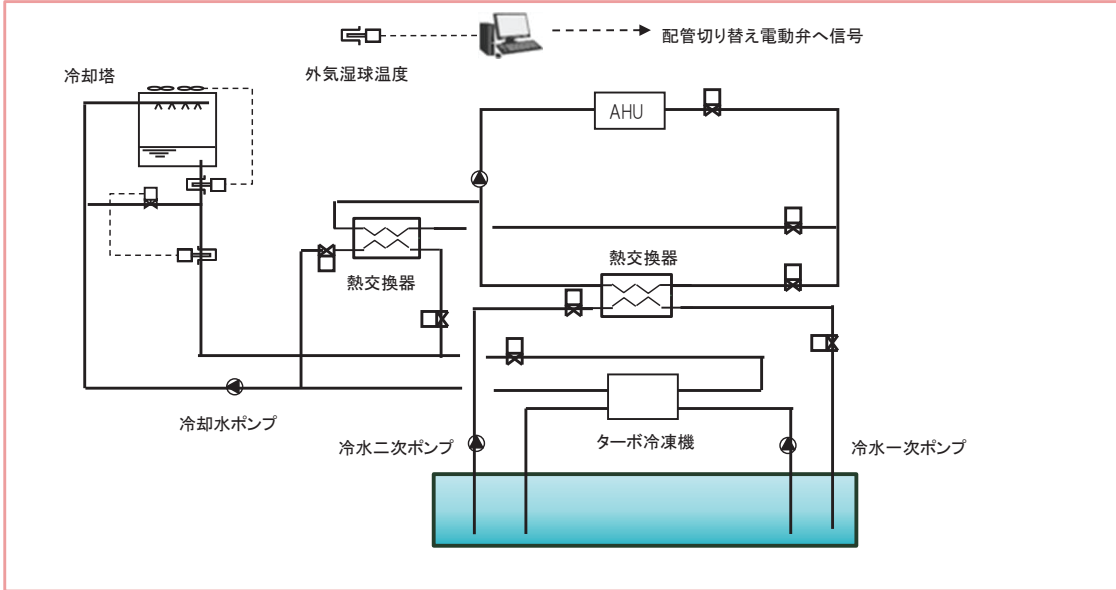 配管切り替え電動弁へ信号
外気湿球温度
冷却塔
AHU
熱交換器
熱交換器
冷却水ポンプ
冷水二次ポンプ
ターボ冷凍機
冷水一次ポンプ